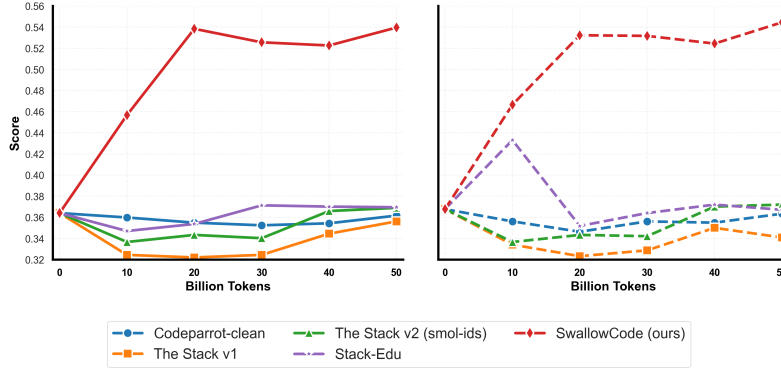 0.56
0.54
0.52
0.50
0.48
0.46
0.44
0.42
0.40
0.38
0.36
0.34
0.32
Score
0 10 20 30 40 50
Billion Tokens
0 10 20 30 40
Billion Tokens
Codeparrot-clean The Stack v2 (smol-ids) SwallowCode (ours)
The Stack v1 Stack-Edu